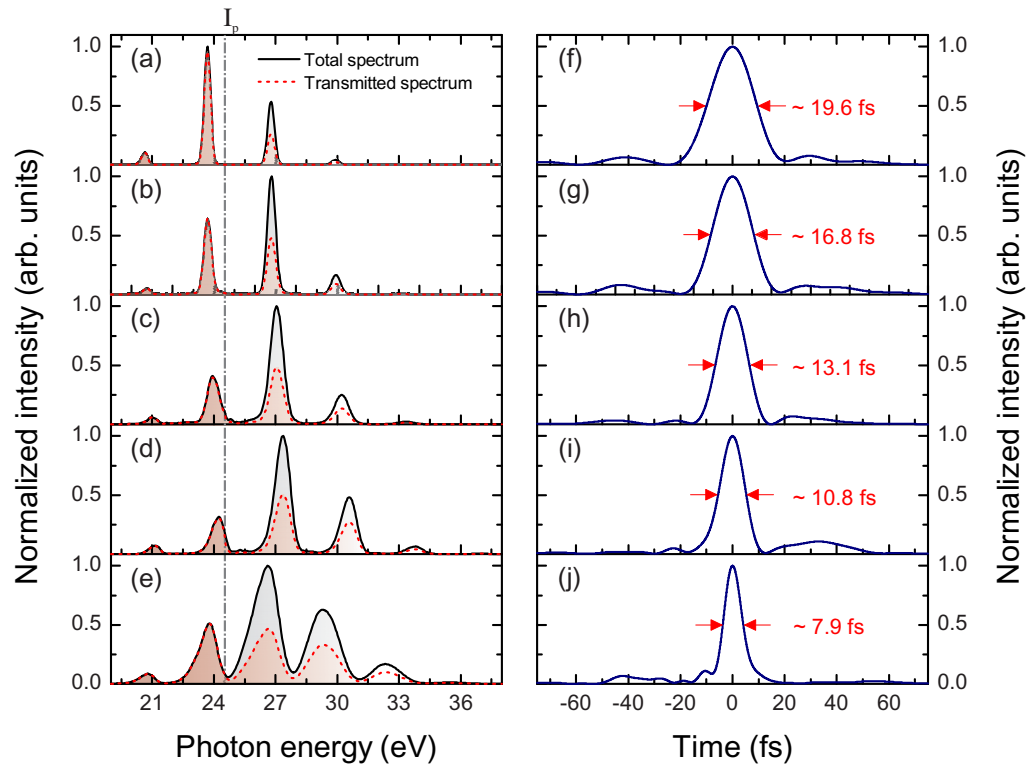 I_p
Normalized intensity (arb. units)
1.0
0.5
(a)
Total spectrum
Transmitted spectrum
1.0
0.5
(b)
1.0
0.5
(c)
1.0
0.5
(d)
1.0
0.5
0.0
(e)
21 24 27 30 33 36
Photon energy (eV)
(f)
~ 19.6 fs
1.0
0.5
(g)
~ 16.8 fs
1.0
0.5
(h)
~ 13.1 fs
1.0
0.5
(i)
~ 10.8 fs
1.0
0.5
(j)
~ 7.9 fs
1.0
0.5
0.0
-60 -40 -20 0 20 40 60
Time (fs)
Normalized intensity (arb. units)